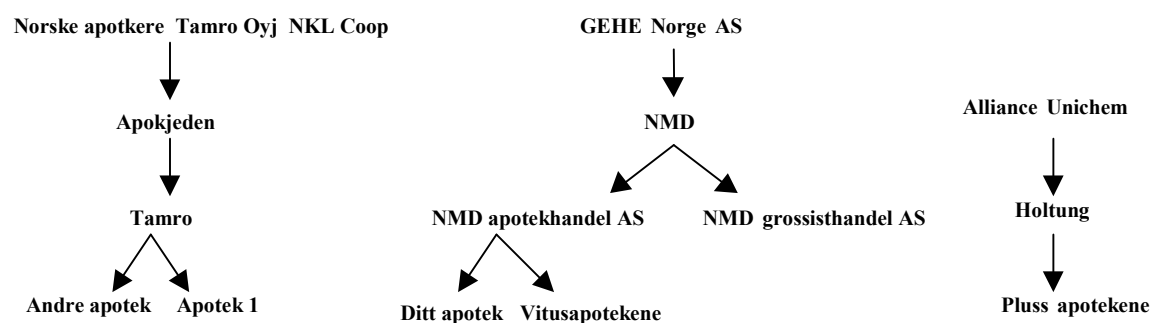 Norske apotkere Tamro Oyj NKL Coop
Apokjeden
Tamro
Andre apotek Apotek 1
GEHE Norge AS
NMD
NMD apotekhandel AS NMD grossisthandel AS
Ditt apotek Vitusapotekene
Alliance Unichem
Holtung
Pluss apotekene